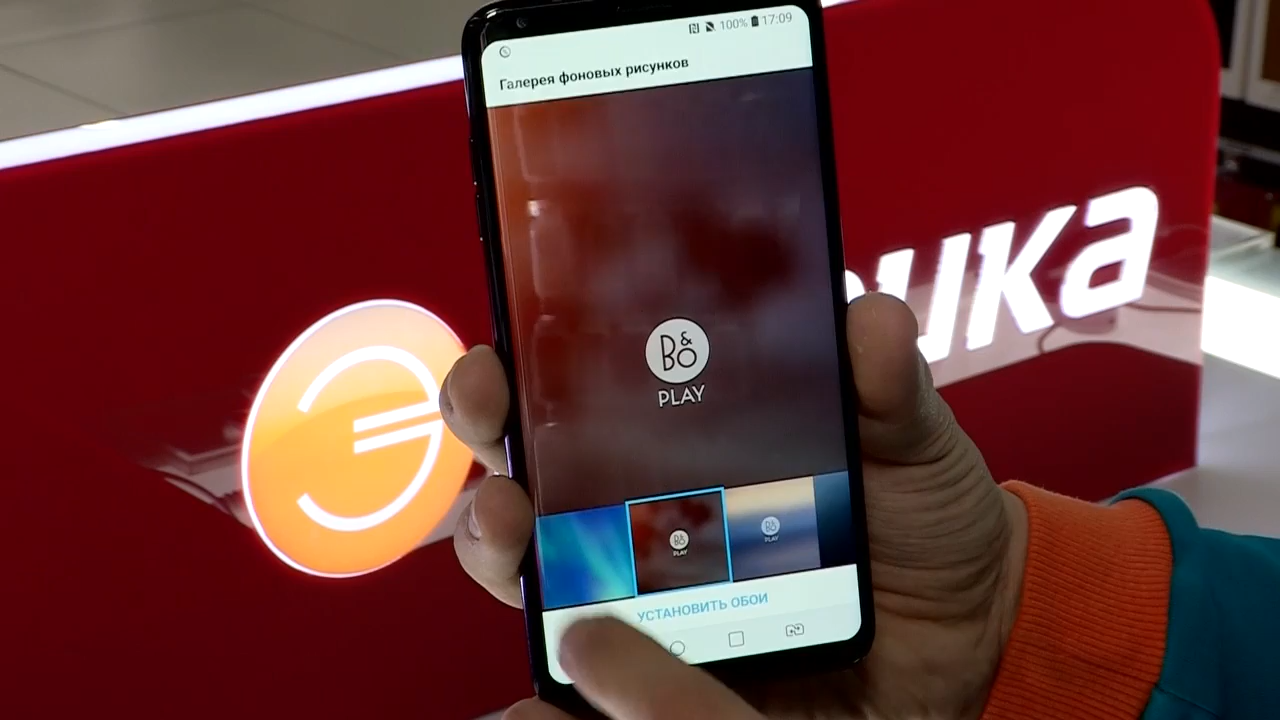 100% 17:09
Галерея фоновых рисунков
B&O
PLAY
B&O
PLAY
B&O
PLAY
УСТАНОВИТЬ ОБОИ
Э
ика